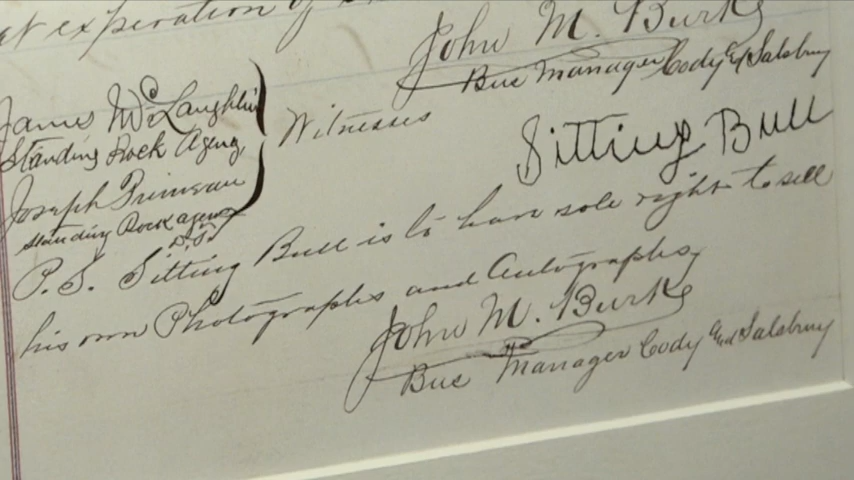 at expiration of
John M. Burke
Bus Manager Cody & Salsbury
James McLaughlin
Standing Rock Agency
Joseph Primeau
Standing Rock agency
D.T.
Witnesses
Sitting Bull
P.S. Sitting Bull is to have sole right to sell
his own Photographs and Autographs,
John M. Burke
Bus Manager Cody and Salsbury